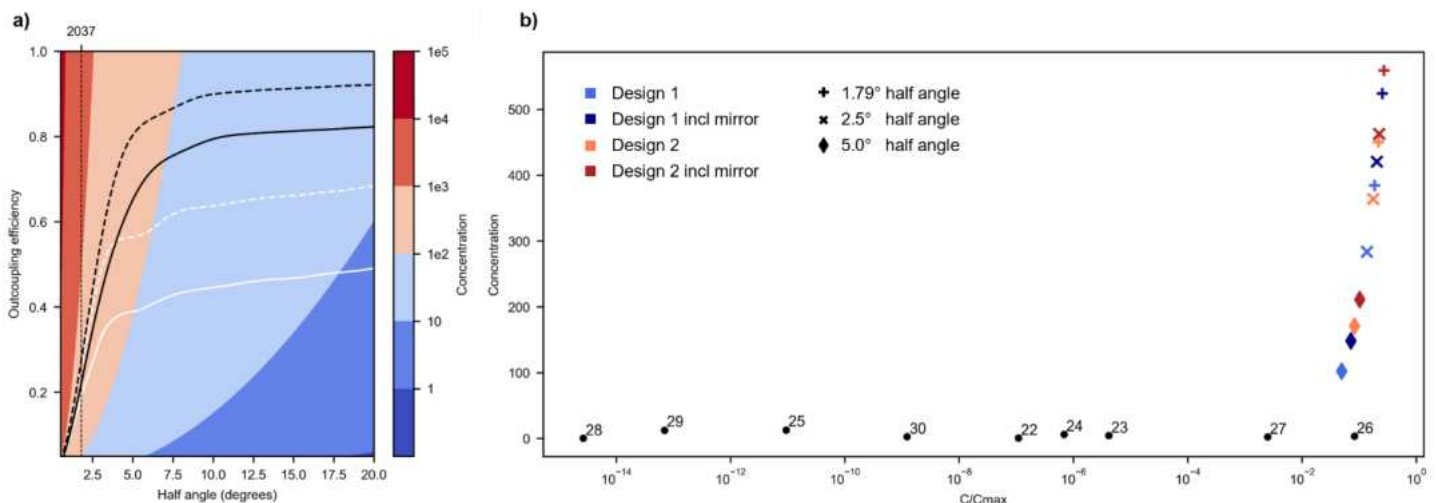 a)
2037
1.0
0.8
0.6
0.4
0.2
Outcoupling efficiency
2.5 5.0 7.5 10.0 12.5 15.0 17.5 20.0
Half angle (degrees)
1e5
1e4
1e3
1e2
10
1
Concentration
b)
Design 1
Design 1 incl mirror
Design 2
Design 2 incl mirror
1.79° half angle
2.5° half angle
5.0° half angle
500
400
300
200
100
0
Concentration
28 29 25 30 22 24 23 27 26
10⁻¹⁴ 10⁻¹² 10⁻¹⁰ 10⁻⁸ 10⁻⁶ 10⁻⁴ 10⁻² 10⁰
C/Cmax